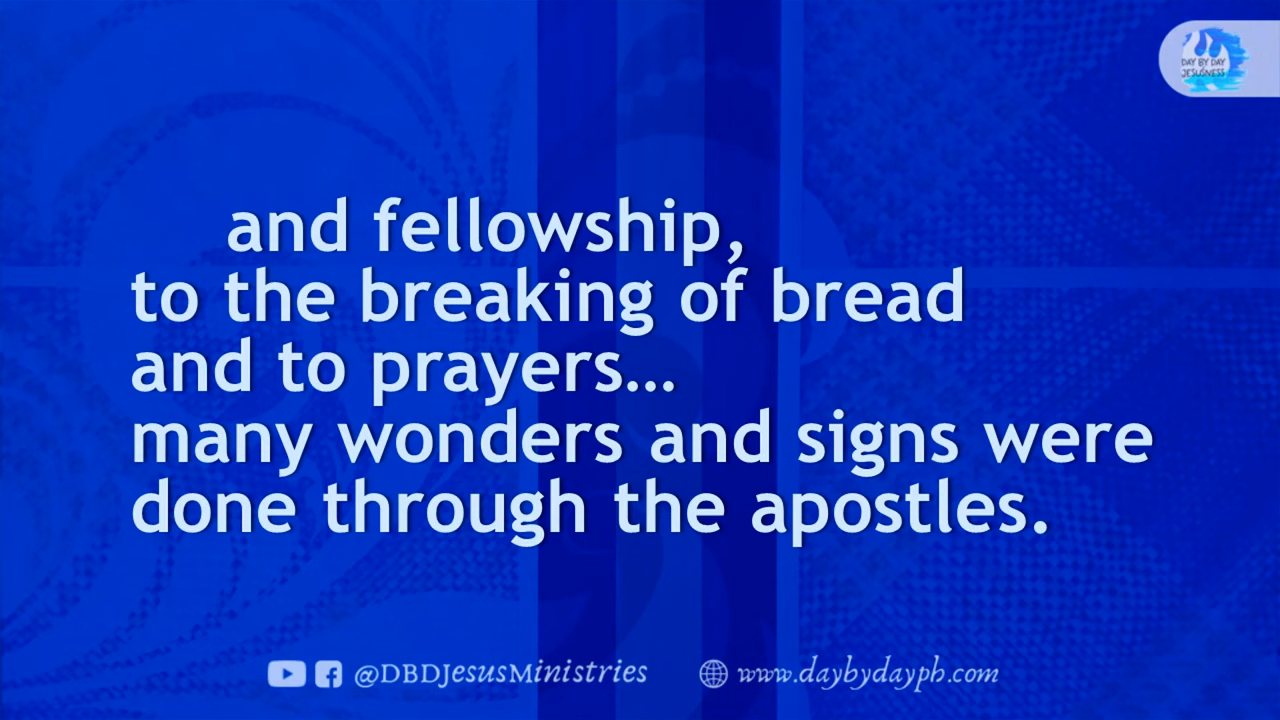 DAY BY DAY
JESUSNESS
and fellowship,
to the breaking of bread
and to prayers...
many wonders and signs were
done through the apostles.
@DBDJesusMinistries
www.daybydayph.com